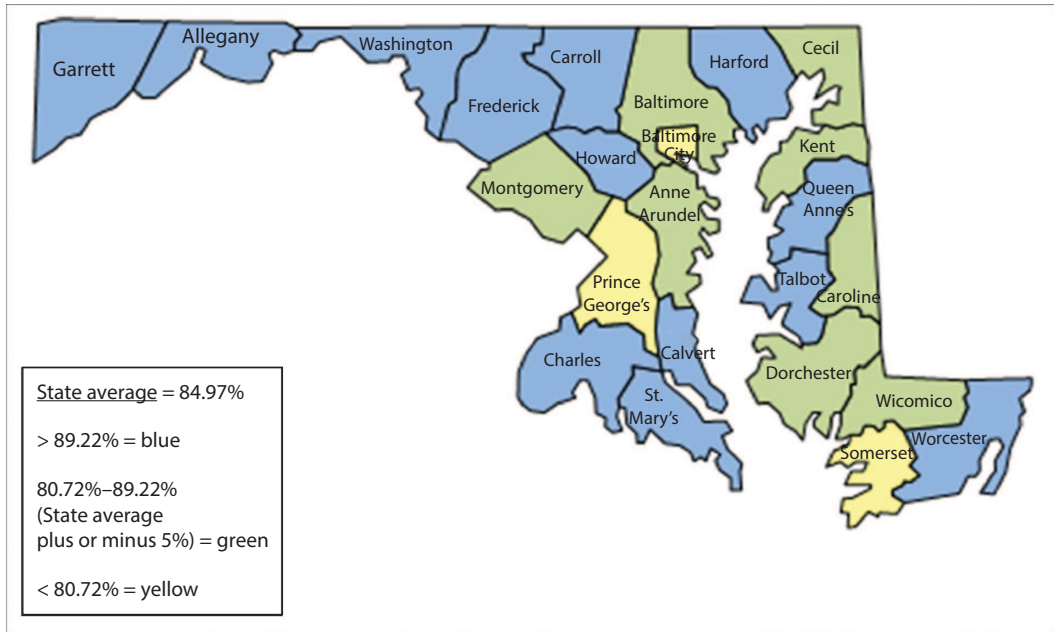 Garrett
Allegany
Washington
Frederick
Carroll
Baltimore
Baltimore
City
Harford
Cecil
Kent
Howard
Montgomery
Anne
Arundel
Queen
Anne's
Talbot
Caroline
Prince
George's
Charles
Calvert
St.
Mary's
Dorchester
Wicomico
Somerset
Worcester
State average = 84.97%
> 89.22% = blue
80.72%–89.22%
(State average
plus or minus 5%) = green
< 80.72% = yellow